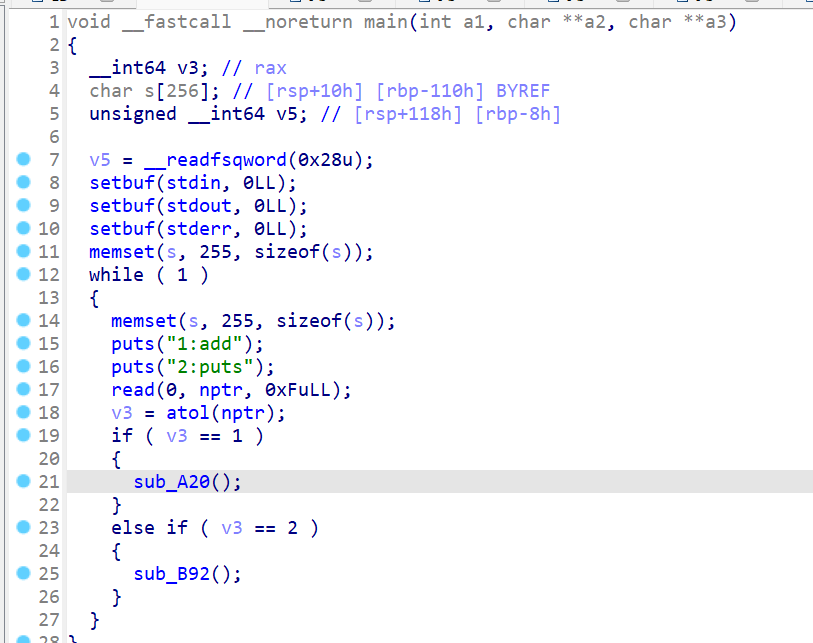 1 void __fastcall __noreturn main(int a1, char **a2, char **a3)
2 {
3 __int64 v3; // rax
4 char s[256]; // [rsp+10h] [rbp-110h] BYREF
5 unsigned __int64 v5; // [rsp+118h] [rbp-8h]
6
7 v5 = __readfsqword(0x28u);
8 setbuf(stdin, 0LL);
9 setbuf(stdout, 0LL);
10 setbuf(stderr, 0LL);
11 memset(s, 255, sizeof(s));
12 while ( 1 )
13 {
14 memset(s, 255, sizeof(s));
15 puts("1:add");
16 puts("2:puts");
17 read(0, nptr, 0xFuLL);
18 v3 = atol(nptr);
19 if ( v3 == 1 )
20 {
21 sub_A20();
22 }
23 else if ( v3 == 2 )
24 {
25 sub_B92();
26 }
27 }
28 }